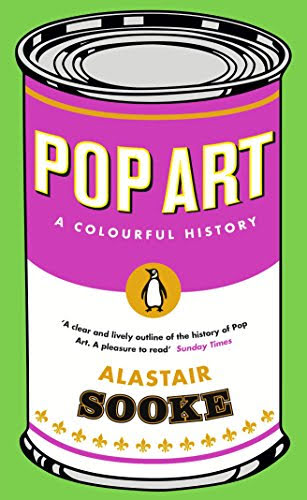 POP ART
A COLOURFUL HISTORY
‘A clear and lively outline of the history of Pop
Art. A pleasure to read’ Sunday Times
ALASTAIR
SOOKE